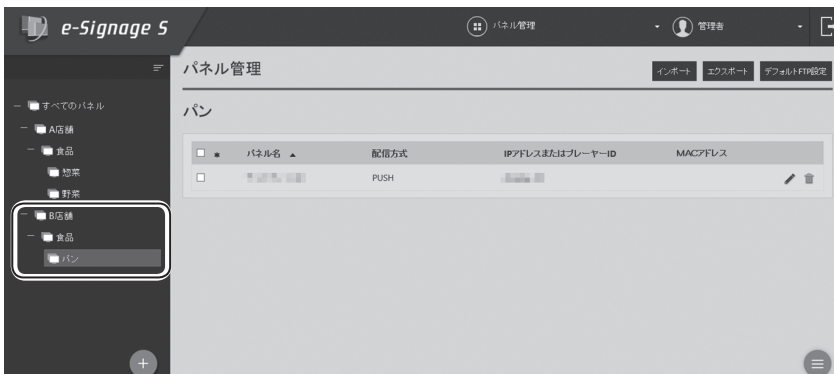 e-Signage S
パネル管理
管理者
パネル管理
インポート エクスポート デフォルトFTP設定
すべてのパネル
A店舗
食品
惣菜
野菜
B店舗
食品
パン
パン
* パネル名 ▲ 配信方式 IPアドレスまたはプレーヤーID MACアドレス
PUSH